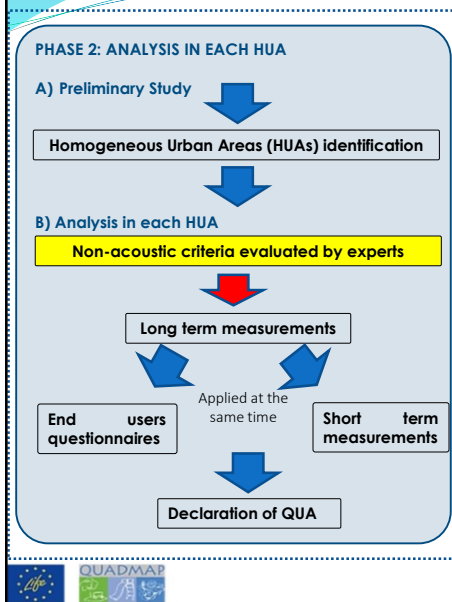 PHASE 2: ANALYSIS IN EACH HUA
A) Preliminary Study
Homogeneous Urban Areas (HUAs) identification
B) Analysis in each HUA
Non-acoustic criteria evaluated by experts
Long term measurements
Applied at the
same time
End users
questionnaires
Short term
measurements
Declaration of QUA
Life
QUADMAP